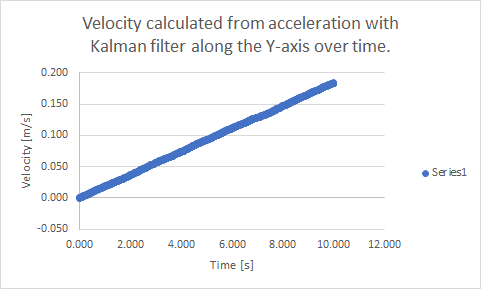 Velocity calculated from acceleration with
Kalman filter along the Y-axis over time.
0.200
0.150
0.100
0.050
0.000
-0.050
Velocity [m/s]
0.000 2.000 4.000 6.000 8.000 10.000 12.000
Time [s]
Series1